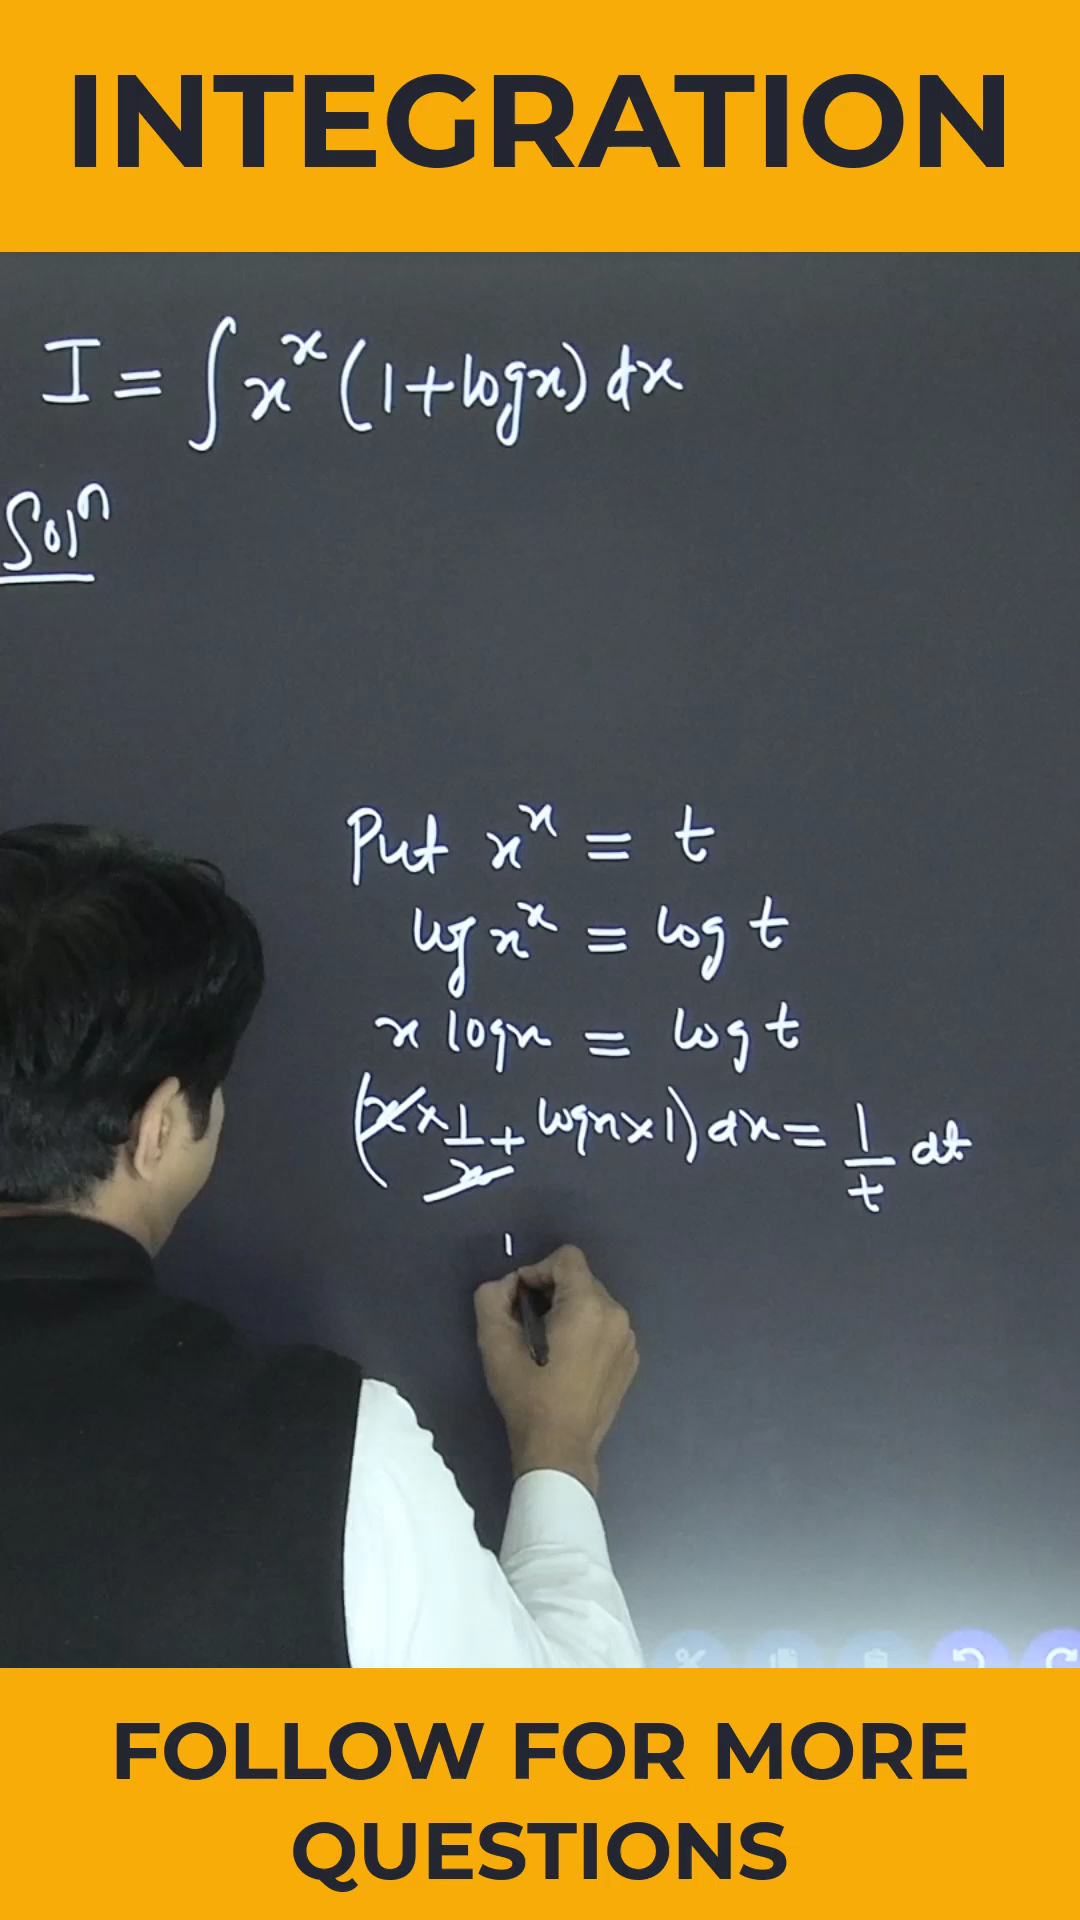 INTEGRATION
I = ∫ x^x (1+logx) dx
Solⁿ
Put x^x = t
log x^x = log t
x logx = log t
(x × 1/x + logx × 1) dx = 1/t dt
1
FOLLOW FOR MORE
QUESTIONS